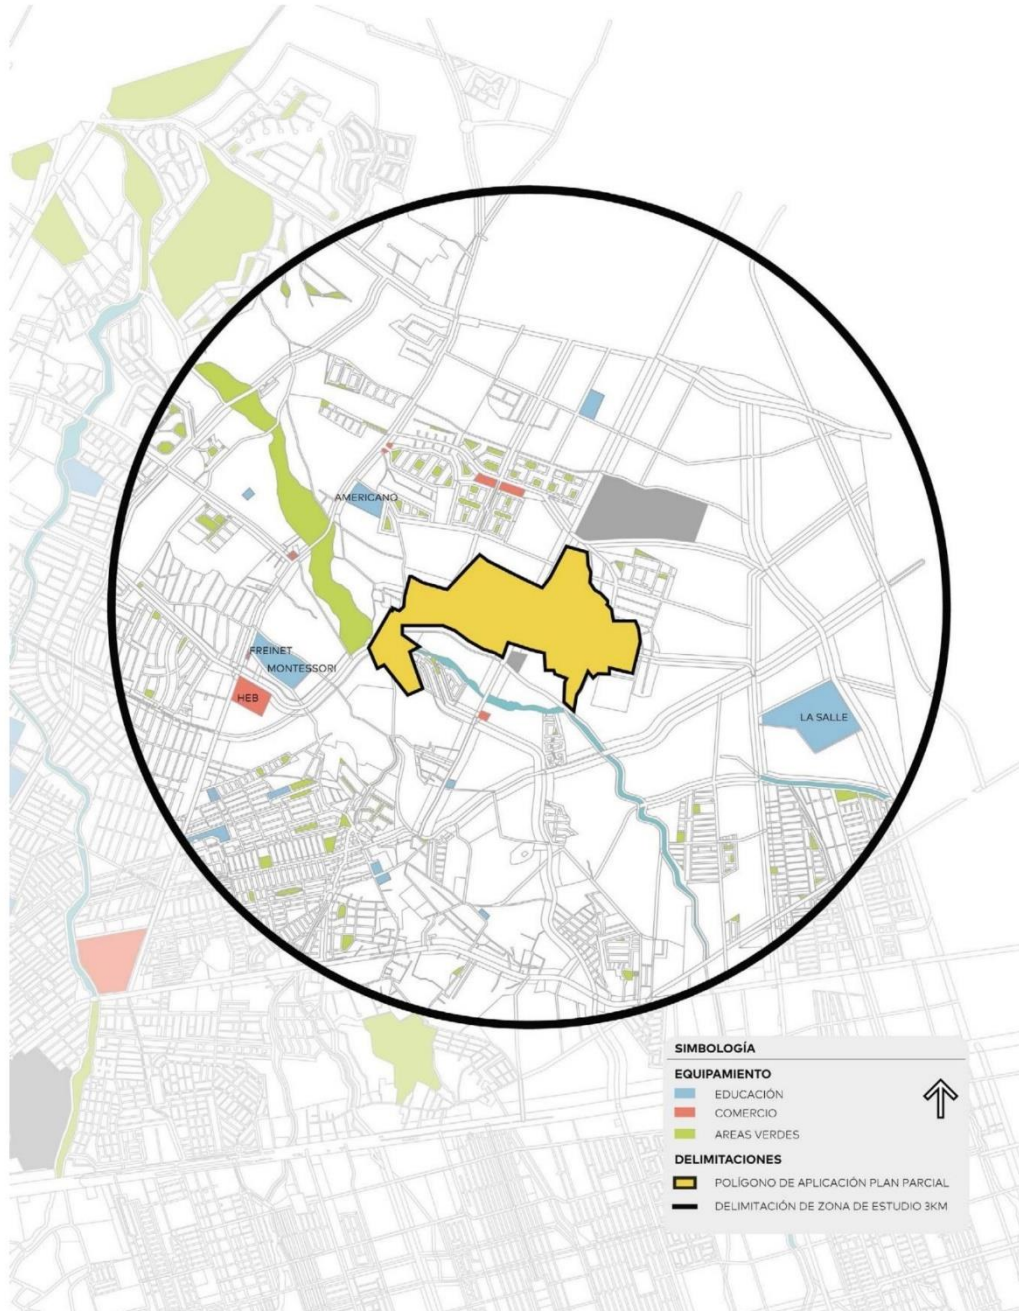 AMERICANO
FREINET
MONTESSORI
HEB
LA SALLE
SIMBOLOGÍA
EQUIPAMIENTO
EDUCACIÓN
COMERCIO
AREAS VERDES
DELIMITACIONES
POLÍGONO DE APLICACIÓN PLAN PARCIAL
DELIMITACIÓN DE ZONA DE ESTUDIO 3KM